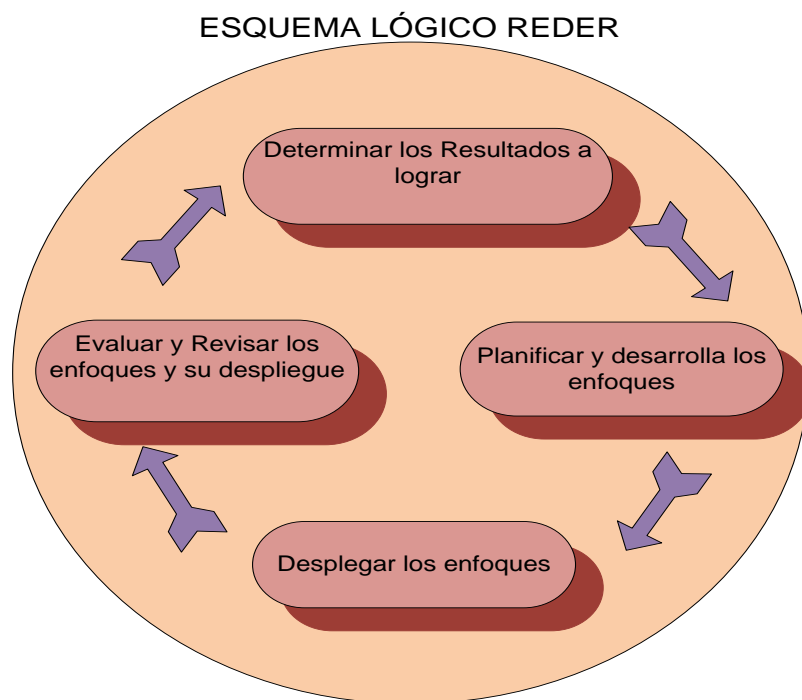 ESQUEMA LÓGICO REDER
Determinar los Resultados a
lograr
Evaluar y Revisar los
enfoques y su despliegue
Planificar y desarrolla los
enfoques
Desplegar los enfoques